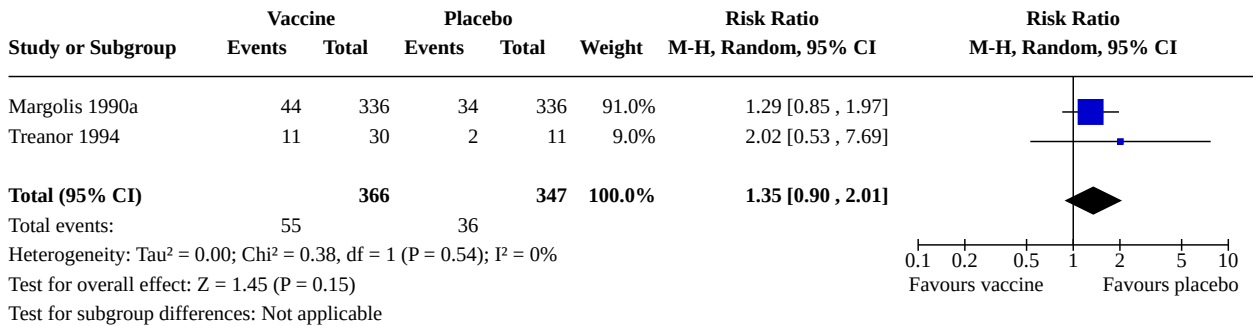 Vaccine Placebo Risk Ratio Risk Ratio
Study or Subgroup Events Total Events Total Weight M-H, Random, 95% CI M-H, Random, 95% CI
Margolis 1990a 44 336 34 336 91.0% 1.29 [0.85 , 1.97]
Treanor 1994 11 30 2 11 9.0% 2.02 [0.53 , 7.69]
Total (95% CI) 366 347 100.0% 1.35 [0.90 , 2.01]
Total events: 55 36
Heterogeneity: Tau² = 0.00; Chi² = 0.38, df = 1 (P = 0.54); I² = 0%
0.1 0.2 0.5 1 2 5 10
Test for overall effect: Z = 1.45 (P = 0.15) Favours vaccine Favours placebo
Test for subgroup differences: Not applicable